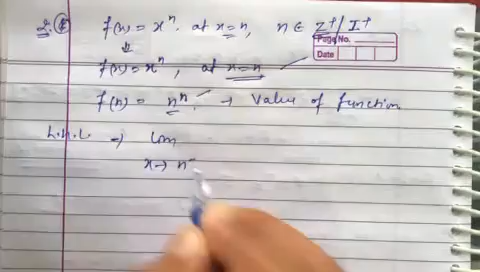 f(x) = xⁿ. at x=n, n ∈ Z⁺/I⁺
Page No.
Date
f(x) = xⁿ, at x=n
f(n) = nⁿ. → Value of function
L.H.L. ⇒ lim
x→ n⁻